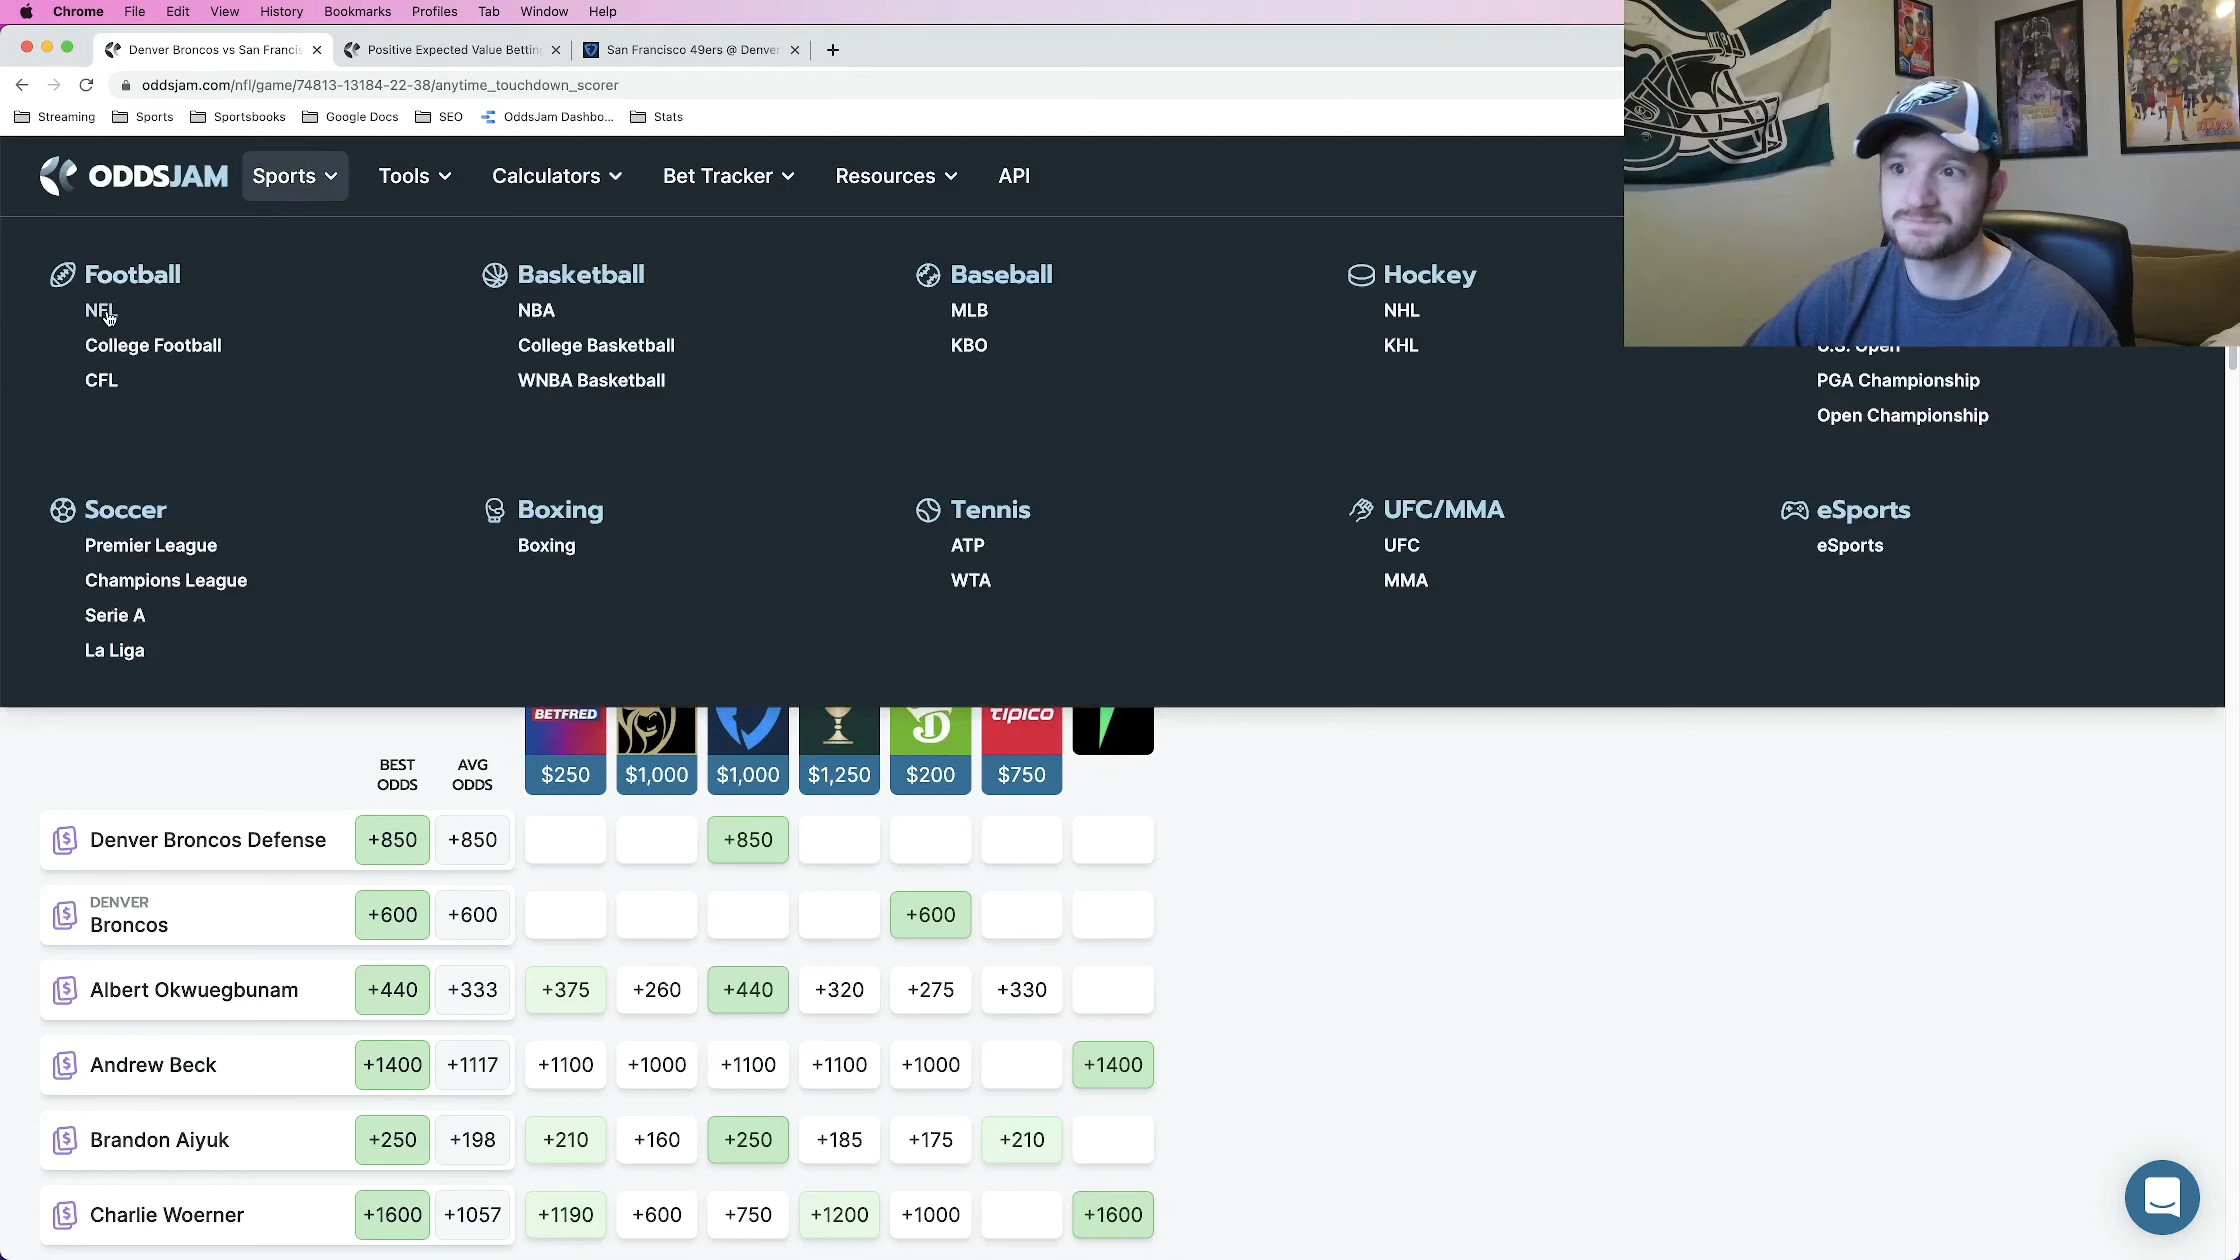 Chrome File Edit View History Bookmarks Profiles Tab Window Help
Denver Broncos vs San Francis Positive Expected Value Bettin San Francisco 49ers @ Denver
oddsjam.com/nfl/game/74813-13184-22-38/anytime_touchdown_scorer
Streaming Sports Sportsbooks Google Docs SEO OddsJam Dashbo... Stats
ODDSJAM Sports Tools Calculators Bet Tracker Resources API
Football Basketball Baseball Hockey
NFL NBA MLB NHL
College Football College Basketball KBO KHL U.S. Open
CFL WNBA Basketball PGA Championship
Open Championship
Soccer Boxing Tennis UFC/MMA eSports
Premier League Boxing ATP UFC eSports
Champions League WTA MMA
Serie A
La Liga
BETFRED tipico
BEST ODDS AVG ODDS $250 $1,000 $1,000 $1,250 $200 $750
Denver Broncos Defense +850 +850 +850
DENVER
Broncos +600 +600 +600
Albert Okwuegbunam +440 +333 +375 +260 +440 +320 +275 +330
Andrew Beck +1400 +1117 +1100 +1000 +1100 +1100 +1000 +1400
Brandon Aiyuk +250 +198 +210 +160 +250 +185 +175 +210
Charlie Woerner +1600 +1057 +1190 +600 +750 +1200 +1000 +1600